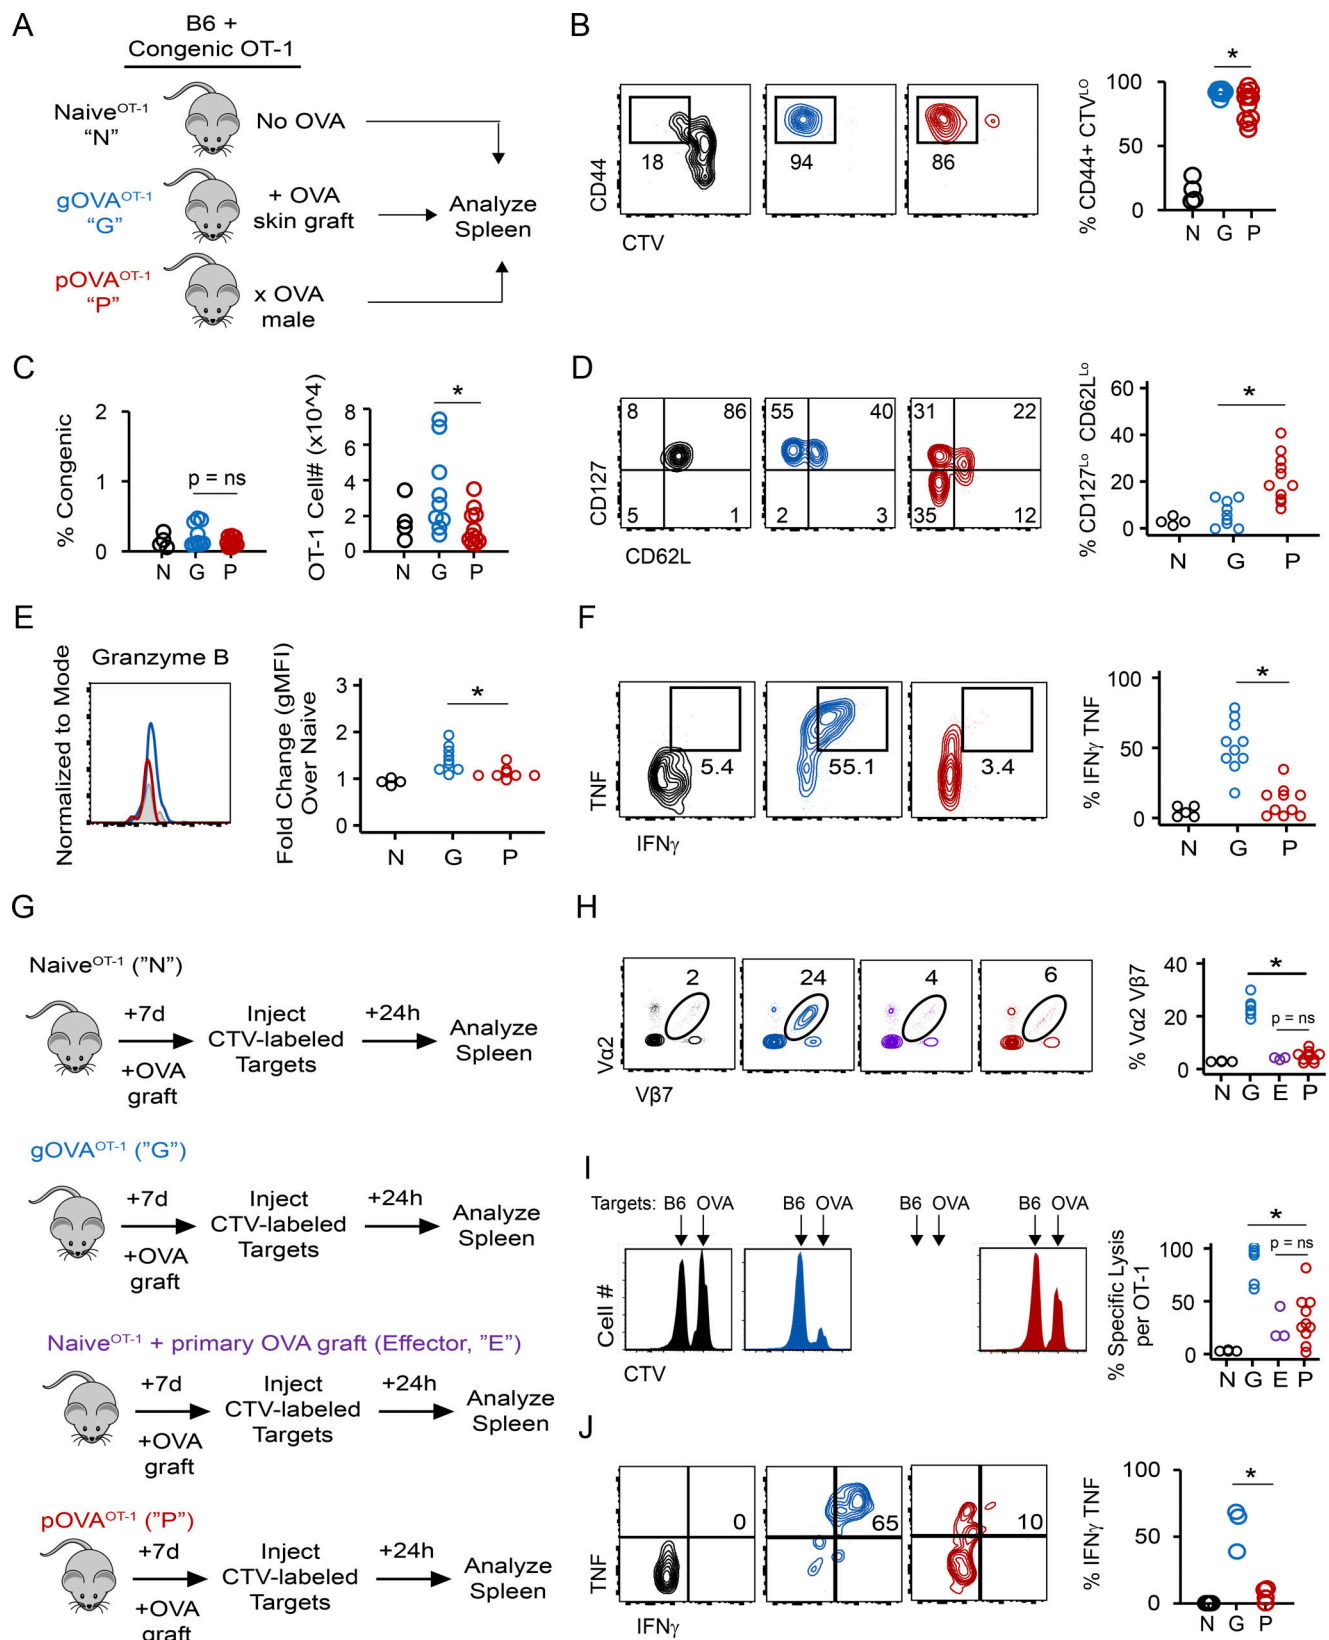 A
B6 +
Congenic OT-1
Naive^OT-1
"N"
No OVA
gOVA^OT-1
"G"
+ OVA
skin graft
Analyze
Spleen
pOVA^OT-1
"P"
x OVA
male
B
CD44
18
94
86
CTV
% CD44+ CTV^LO
100
50
0
*
N G P
C
% Congenic
2
1
0
p = ns
N G P
OT-1 Cell# (x10^4)
8
6
4
2
0
*
N G P
D
CD127
8 86
5 1
55 40
2 3
31 22
35 12
CD62L
% CD127^Lo CD62L^Lo
60
40
20
0
*
N G P
E
Normalized to Mode
Granzyme B
Fold Change (gMFI)
Over Naive
3
2
1
0
*
N G P
F
TNF
5.4
55.1
3.4
IFNγ
% IFNγ TNF
100
50
0
*
N G P
G
Naive^OT-1 ("N")
+7d
+OVA
graft
Inject
CTV-labeled
Targets
+24h
Analyze
Spleen
gOVA^OT-1 ("G")
+7d
+OVA
graft
Inject
CTV-labeled
Targets
+24h
Analyze
Spleen
Naive^OT-1 + primary OVA graft (Effector, "E")
+7d
+OVA
graft
Inject
CTV-labeled
Targets
+24h
Analyze
Spleen
pOVA^OT-1 ("P")
+7d
+OVA
graft
Inject
CTV-labeled
Targets
+24h
Analyze
Spleen
H
Vα2
2
24
4
6
Vβ7
% Vα2 Vβ7
40
20
0
*
p = ns
N G E P
I
Targets: B6 OVA
B6 OVA
B6 OVA
B6 OVA
Cell #
CTV
% Specific Lysis
per OT-1
100
50
0
*
p = ns
N G E P
J
TNF
0
65
10
IFNγ
% IFNγ TNF
100
50
0
*
N G P